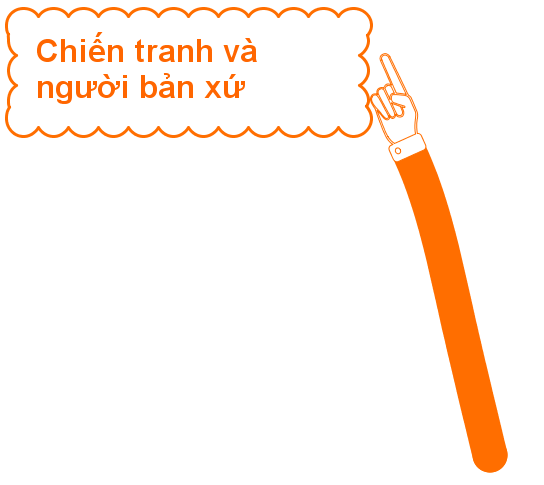 Chiến tranh và
người bản xứ